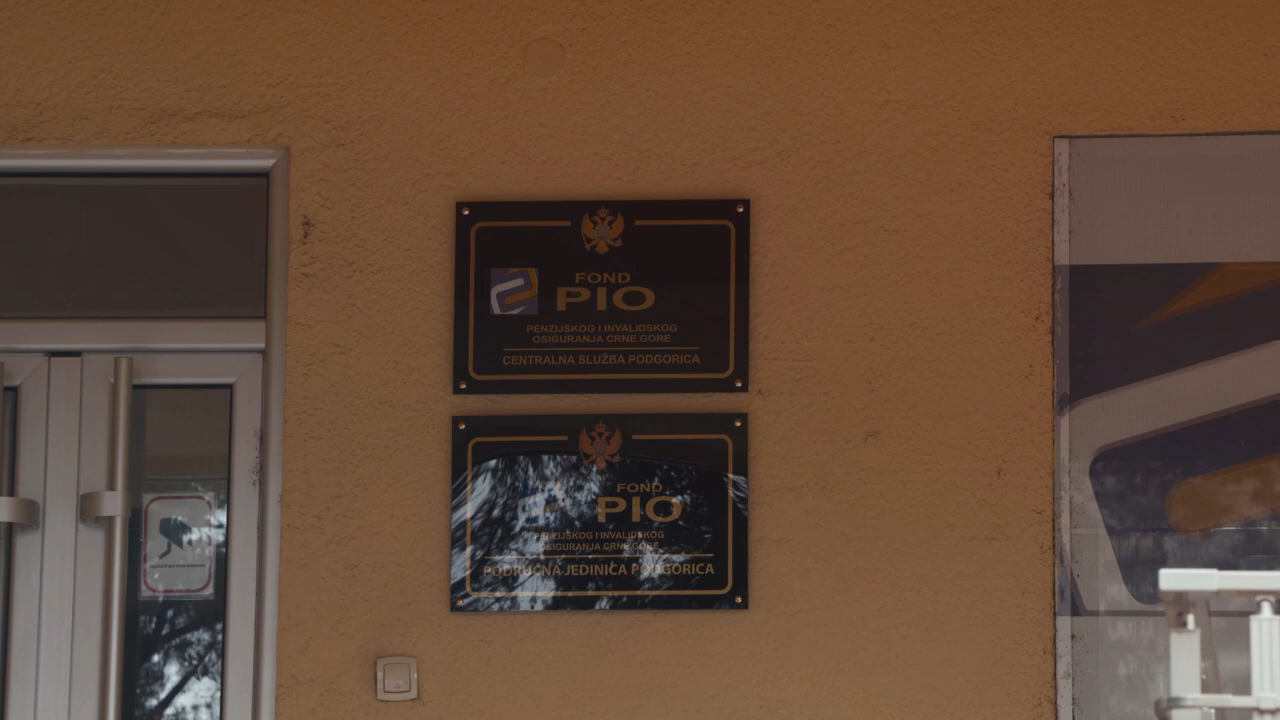 FOND
PIO
PENZIJSKOG I INVALIDSKOG
OSIGURANJA CRNE GORE
CENTRALNA SLUŽBA PODGORICA
FOND
PIO
PENZIJSKOG I INVALIDSKOG
OSIGURANJA CRNE GORE
PODRUČNA JEDINICA PODGORICA